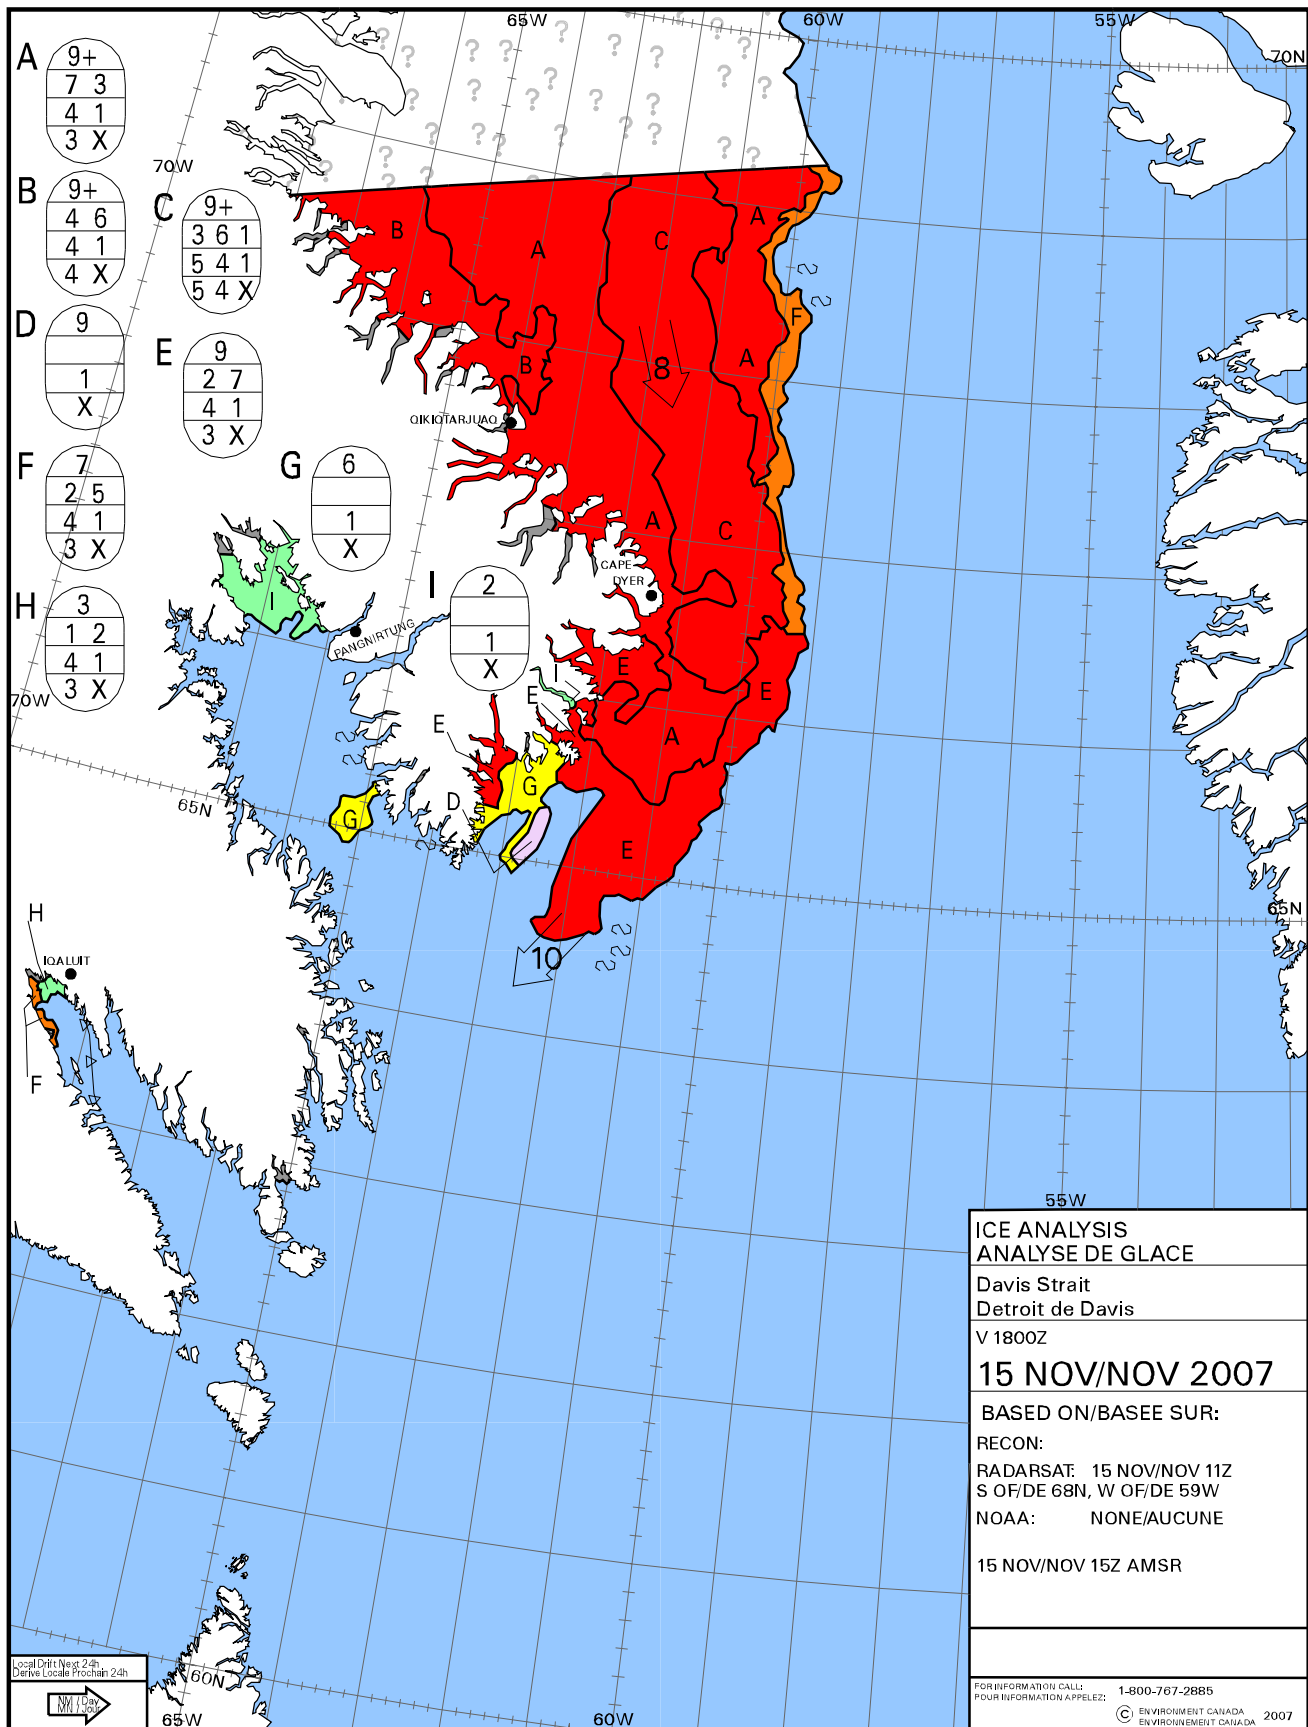 65W
60W
55W
70N
A
9+
7 3
4 1
3 X
70W
B
9+
4 6
4 1
4 X
C
9+
3 6 1
5 4 1
5 4 X
D
9
1
X
E
9
2 7
4 1
3 X
F
7
2 5
4 1
3 X
G
6
1
X
H
3
1 2
4 1
3 X
I
2
1
X
? ? ? ? ? ? ? ? ? ? ? ? ? ? ? ? ? ? ? ? ? ? ? ? ? ? ?
B
A
C
A
F
A
B
8
QIKIQTARJUAQ
A
C
CAPE
DYER
I
PANGNIRTUNG
E
I
E
E
A
E
G
D
G
E
70W
65N
65N
H
IQALUIT
10
F
55W
ICE ANALYSIS
ANALYSE DE GLACE
Davis Strait
Detroit de Davis
V 1800Z
15 NOV/NOV 2007
BASED ON/BASEE SUR:
RECON:
RADARSAT: 15 NOV/NOV 11Z
S OF/DE 68N, W OF/DE 59W
NOAA: NONE/AUCUNE
15 NOV/NOV 15Z AMSR
FOR INFORMATION CALL:
POUR INFORMATION APPELEZ: 1-800-767-2885
© ENVIRONMENT CANADA
ENVIRONNEMENT CANADA 2007
Local Drift Next 24h
Derive Locale Prochain 24h
NM / Day
MN / Jour
60N
65W
60W